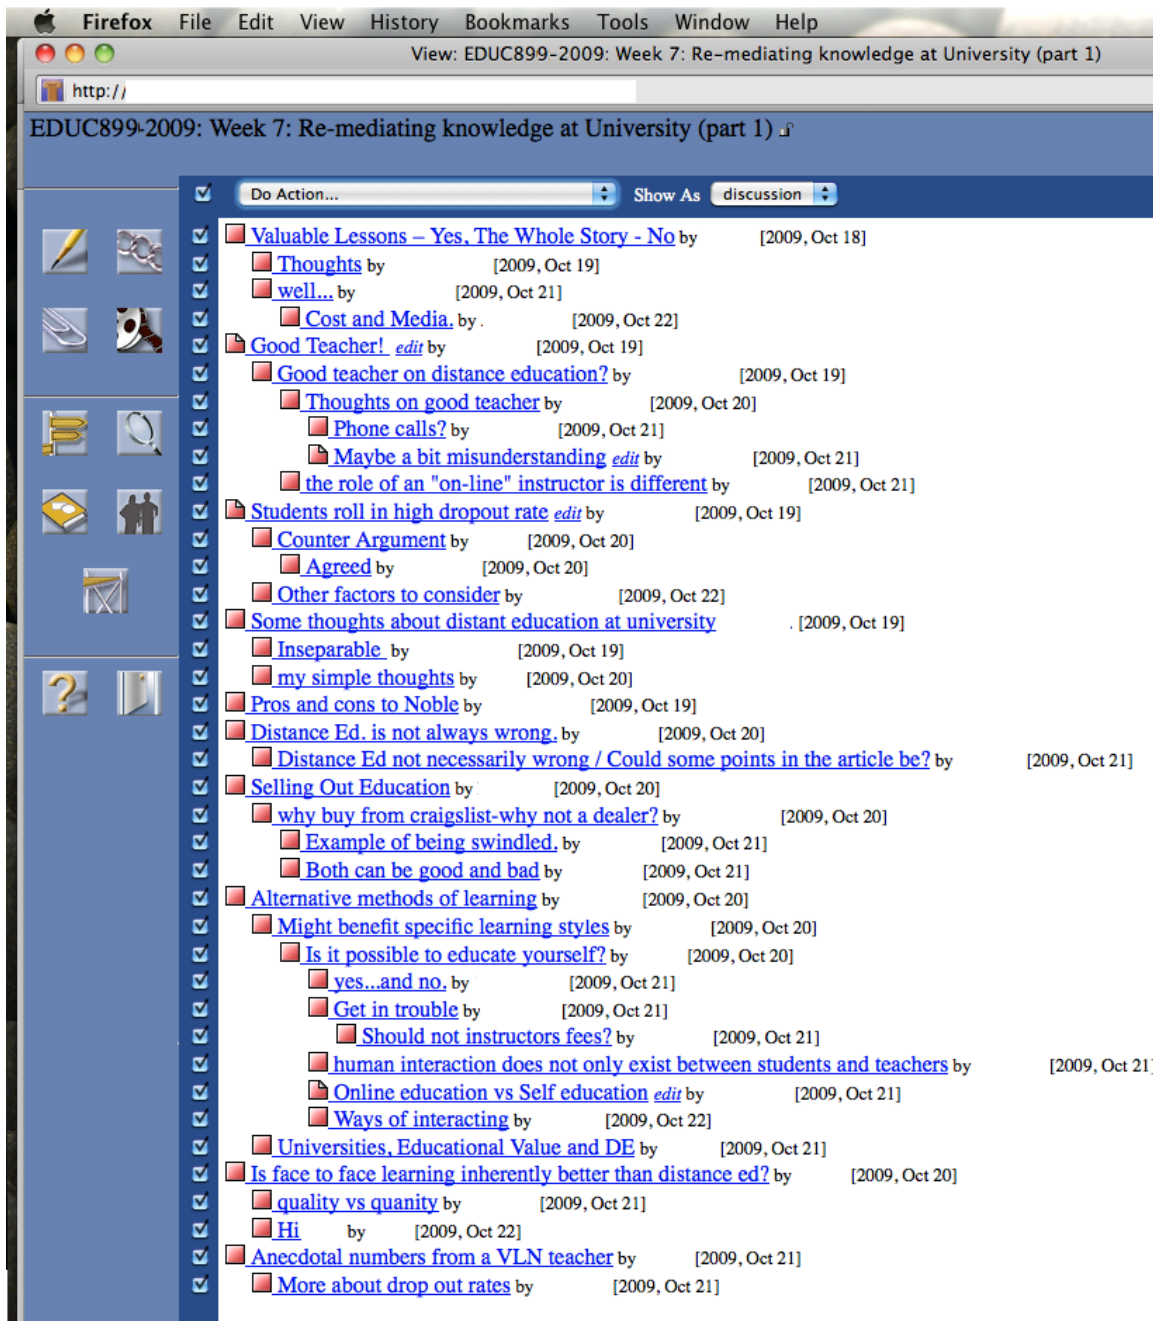 Firefox File Edit View History Bookmarks Tools Window Help
View: EDUC899-2009: Week 7: Re-mediating knowledge at University (part 1)
http://
EDUC899-2009: Week 7: Re-mediating knowledge at University (part 1)
Do Action... Show As discussion
Valuable Lessons – Yes, The Whole Story - No by [2009, Oct 18]
Thoughts by [2009, Oct 19]
well... by [2009, Oct 21]
Cost and Media. by . [2009, Oct 22]
Good Teacher! edit by [2009, Oct 19]
Good teacher on distance education? by [2009, Oct 19]
Thoughts on good teacher by [2009, Oct 20]
Phone calls? by [2009, Oct 21]
Maybe a bit misunderstanding edit by [2009, Oct 21]
the role of an "on-line" instructor is different by [2009, Oct 21]
Students roll in high dropout rate edit by [2009, Oct 19]
Counter Argument by [2009, Oct 20]
Agreed by [2009, Oct 20]
Other factors to consider by [2009, Oct 22]
Some thoughts about distant education at university . [2009, Oct 19]
Inseparable by [2009, Oct 19]
my simple thoughts by [2009, Oct 20]
Pros and cons to Noble by [2009, Oct 19]
Distance Ed. is not always wrong. by [2009, Oct 20]
Distance Ed not necessarily wrong / Could some points in the article be? by [2009, Oct 21]
Selling Out Education by [2009, Oct 20]
why buy from craigslist-why not a dealer? by [2009, Oct 20]
Example of being swindled. by [2009, Oct 21]
Both can be good and bad by [2009, Oct 21]
Alternative methods of learning by [2009, Oct 20]
Might benefit specific learning styles by [2009, Oct 20]
Is it possible to educate yourself? by [2009, Oct 20]
yes...and no. by [2009, Oct 21]
Get in trouble by [2009, Oct 21]
Should not instructors fees? by [2009, Oct 21]
human interaction does not only exist between students and teachers by [2009, Oct 21]
Online education vs Self education edit by [2009, Oct 21]
Ways of interacting by [2009, Oct 22]
Universities, Educational Value and DE by [2009, Oct 21]
Is face to face learning inherently better than distance ed? by [2009, Oct 20]
quality vs quanity by [2009, Oct 21]
Hi by [2009, Oct 22]
Anecdotal numbers from a VLN teacher by [2009, Oct 21]
More about drop out rates by [2009, Oct 21]